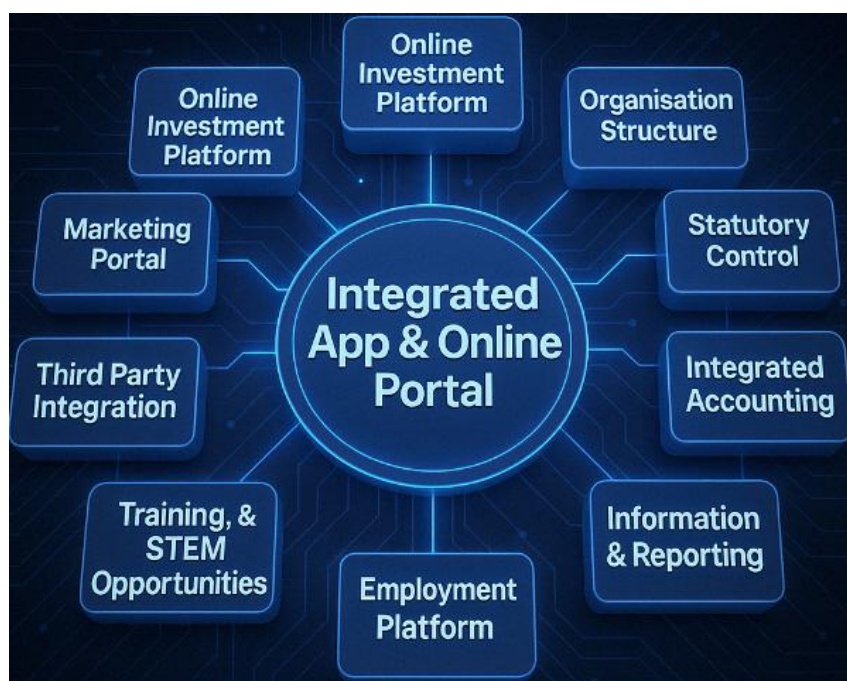 Online
Investment
Platform
Online
Investment
Platform
Organisation
Structure
Marketing
Portal
Statutory
Control
Integrated
App & Online
Portal
Third Party
Integration
Integrated
Accounting
Training, &
STEM
Opportunities
Information
& Reporting
Employment
Platform